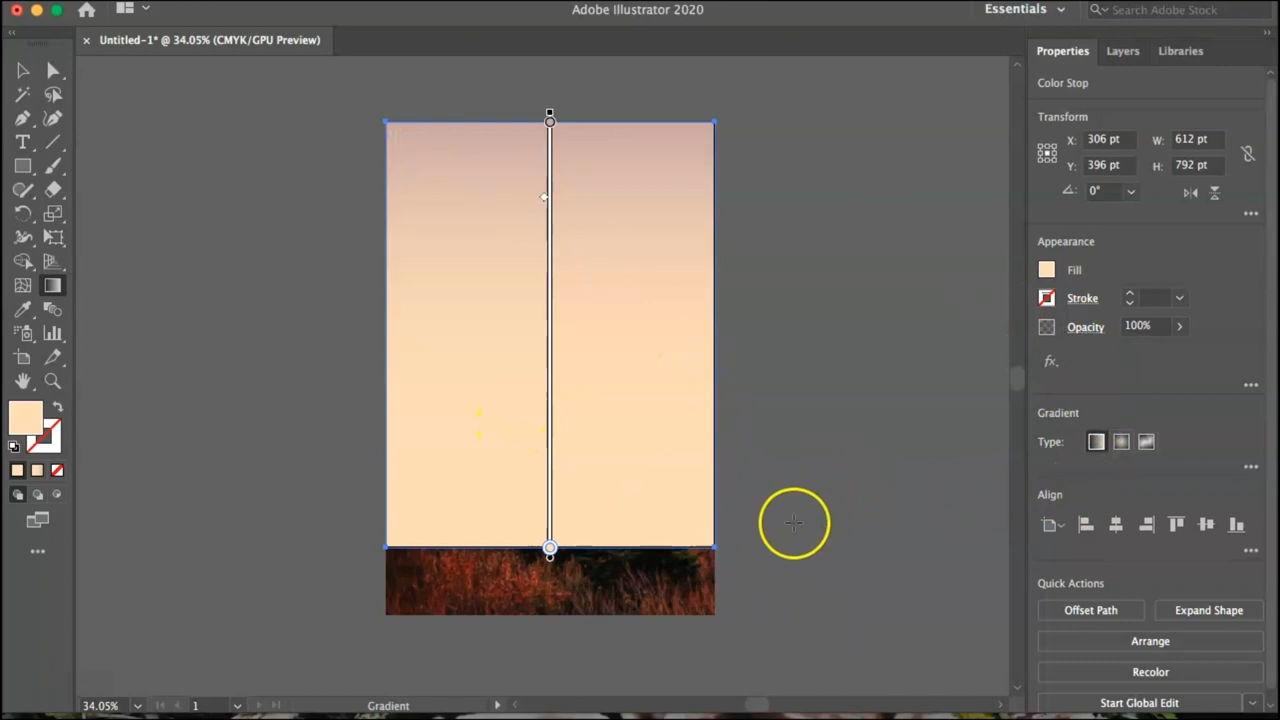 Adobe Illustrator 2020
Essentials
Search Adobe Stock
Untitled-1* @ 34.05% (CMYK/GPU Preview)
Properties
Layers
Libraries
Color Stop
Transform
X: 306 pt
W: 612 pt
Y: 396 pt
H: 792 pt
0°
Appearance
Fill
Stroke
Opacity
100%
fx.
Gradient
Type:
Align
Quick Actions
Offset Path
Expand Shape
Arrange
Recolor
Start Global Edit
34.05%
1
Gradient